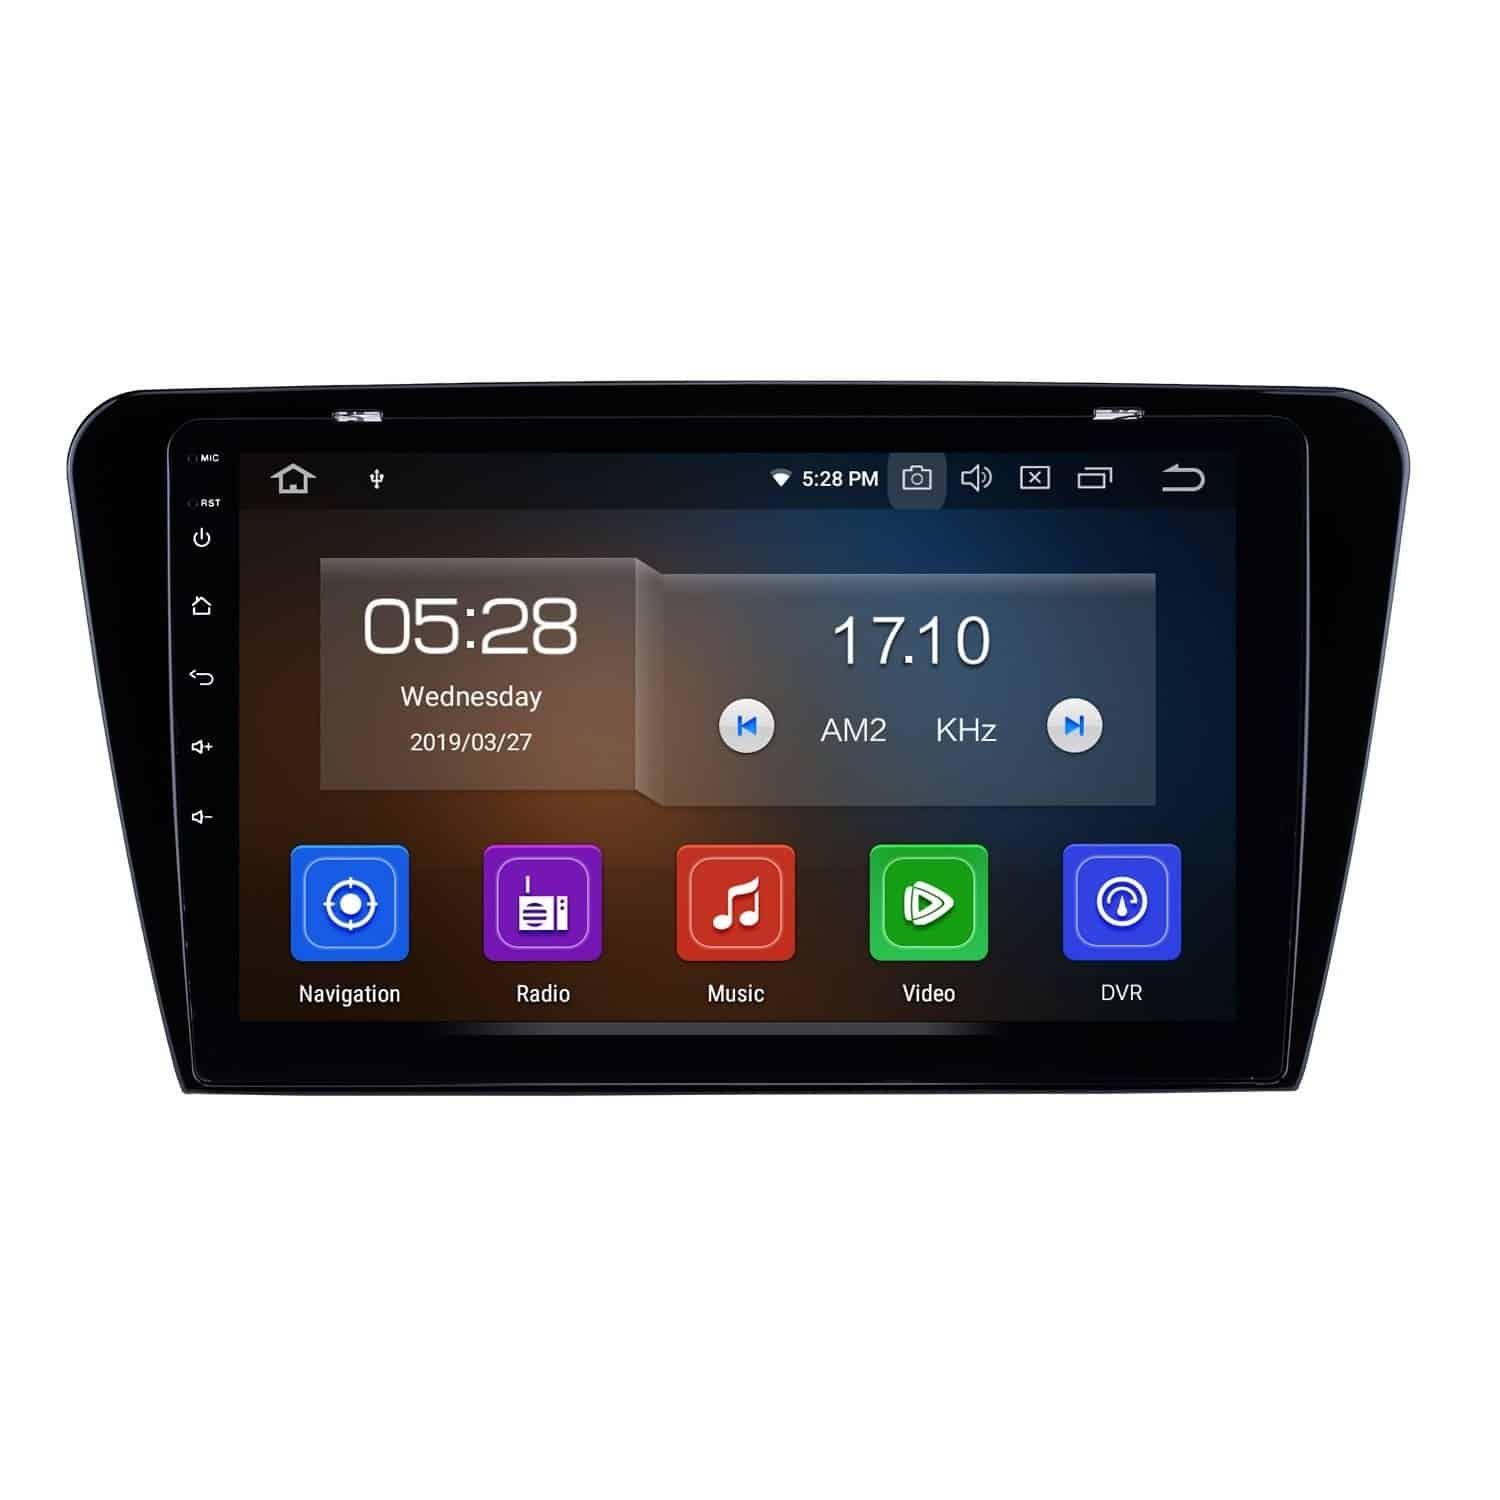 MIC
RST
5:28 PM
05:28
Wednesday
2019/03/27
17.10
AM2 KHz
Navigation Radio Music Video DVR